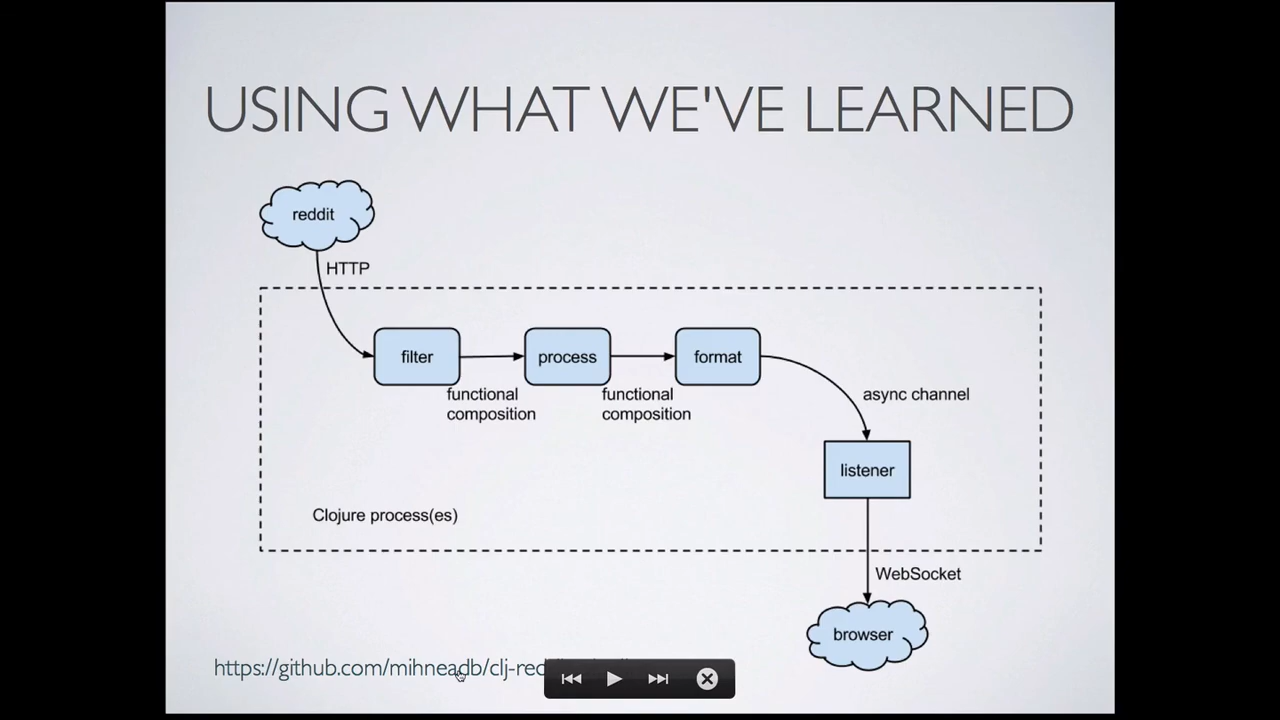 USING WHAT WE'VE LEARNED
reddit
HTTP
filter
process
format
functional
composition
functional
composition
async channel
listener
Clojure process(es)
WebSocket
browser
https://github.com/mihneadb/clj-red